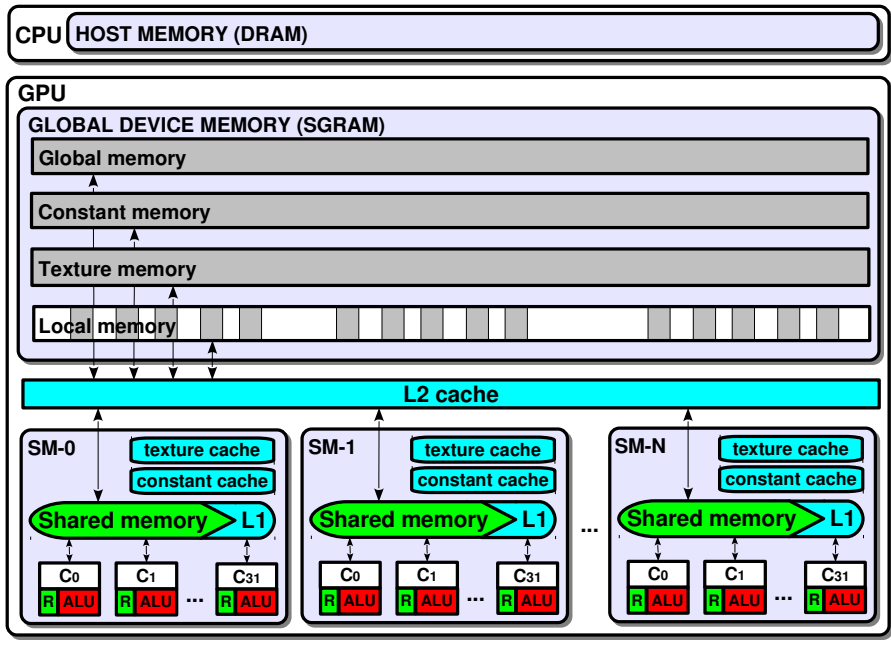 CPU HOST MEMORY (DRAM)
GPU
GLOBAL DEVICE MEMORY (SGRAM)
Global memory
Constant memory
Texture memory
Local memory
L2 cache
SM-0
texture cache
constant cache
Shared memory L1
C0 C1 ... C31
R ALU R ALU R ALU
SM-1
texture cache
constant cache
Shared memory L1
C0 C1 ... C31
R ALU R ALU R ALU
...
SM-N
texture cache
constant cache
Shared memory L1
C0 C1 ... C31
R ALU R ALU R ALU